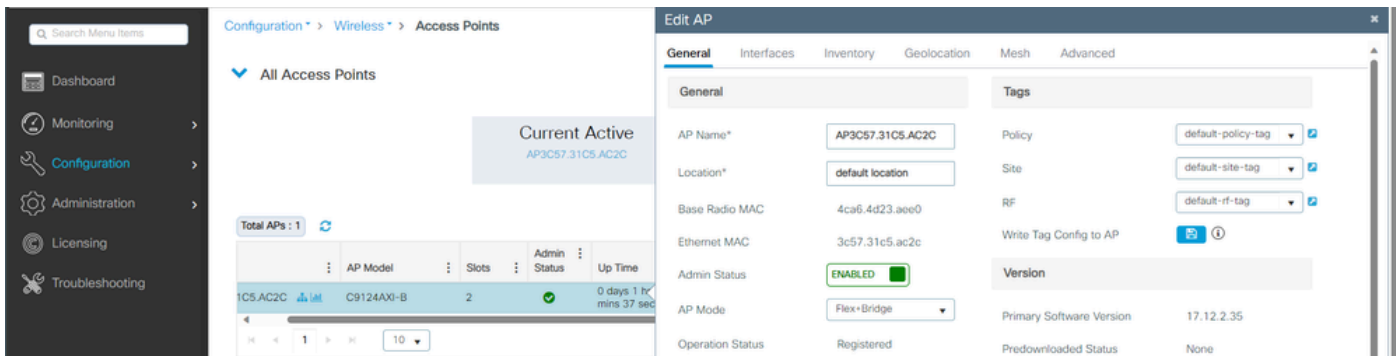 Search Menu Items
Dashboard
Monitoring
Configuration
Administration
Licensing
Troubleshooting
Configuration > Wireless > Access Points
All Access Points
Current Active
AP3C57.31C5.AC2C
Total APs : 1
AP Model Slots Admin Status Up Time
1C5.AC2C C9124AXI-B 2 0 days 1
mins 37 sec
1 10
Edit AP
General Interfaces Inventory Geolocation Mesh Advanced
General
AP Name* AP3C57.31C5.AC2C
Location* default location
Base Radio MAC 4ca6.4d23.aee0
Ethernet MAC 3c57.31c5.ac2c
Admin Status ENABLED
AP Mode Flex+Bridge
Operation Status Registered
Tags
Policy default-policy-tag
Site default-site-tag
RF default-rf-tag
Write Tag Config to AP
Version
Primary Software Version 17.12.2.35
Predownloaded Status None